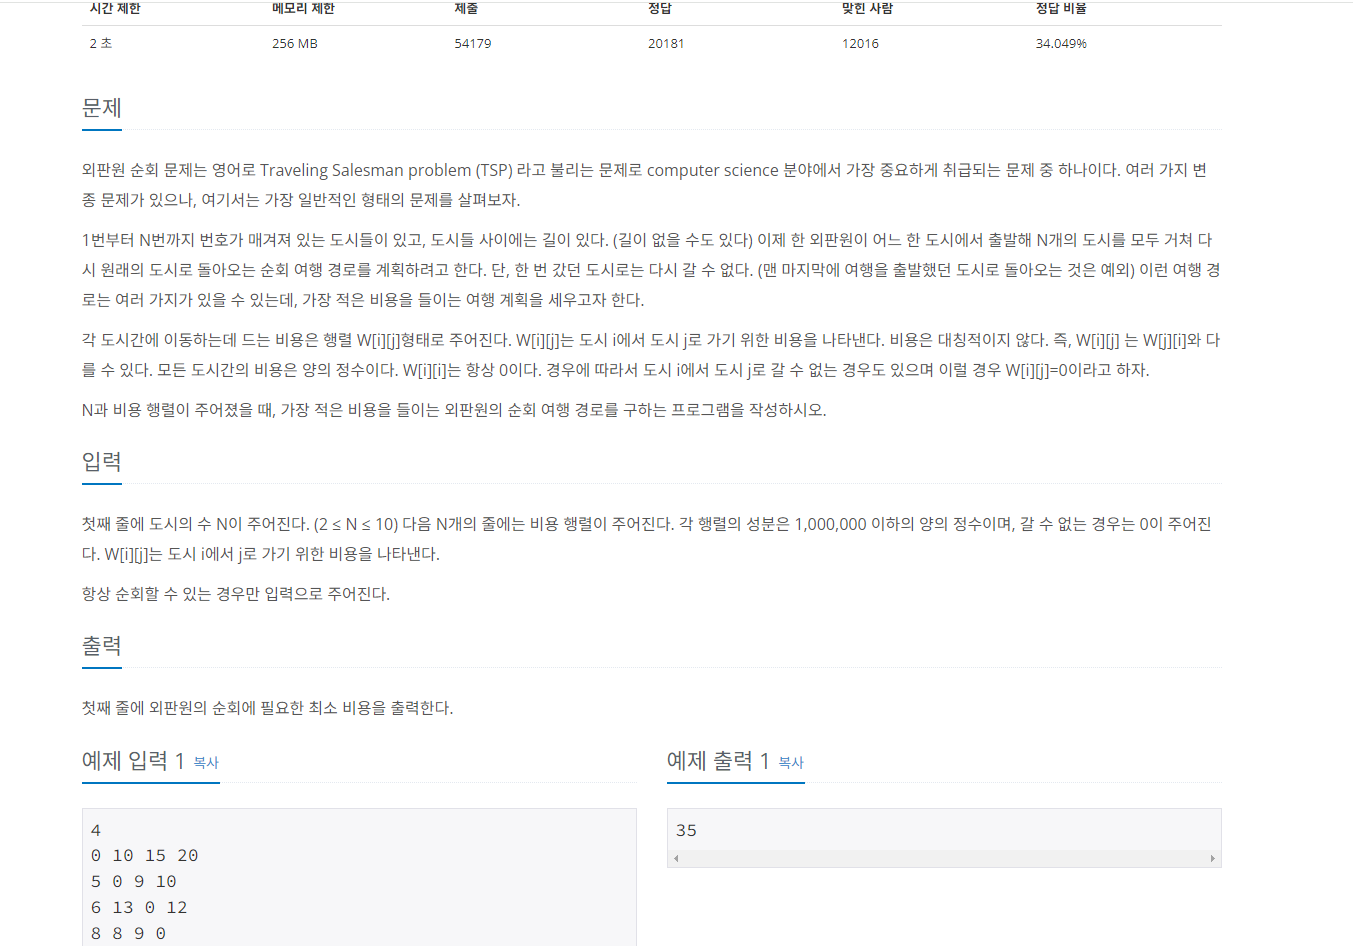 시간 제한 메모리 제한 제출 정답 맞힌 사람 정답 비율
2 초 256 MB 54179 20181 12016 34.049%
문제
외판원 순회 문제는 영어로 Traveling Salesman problem (TSP) 라고 불리는 문제로 computer science 분야에서 가장 중요하게 취급되는 문제 중 하나이다. 여러 가지 변
종 문제가 있으나, 여기서는 가장 일반적인 형태의 문제를 살펴보자.
1번부터 N번까지 번호가 매겨져 있는 도시들이 있고, 도시들 사이에는 길이 있다. (길이 없을 수도 있다) 이제 한 외판원이 어느 한 도시에서 출발해 N개의 도시를 모두 거쳐 다
시 원래의 도시로 돌아오는 순회 여행 경로를 계획하려고 한다. 단, 한 번 갔던 도시로는 다시 갈 수 없다. (맨 마지막에 여행을 출발했던 도시로 돌아오는 것은 예외) 이런 여행 경
로는 여러 가지가 있을 수 있는데, 가장 적은 비용을 들이는 여행 계획을 세우고자 한다.
각 도시간에 이동하는데 드는 비용은 행렬 W[i][j]형태로 주어진다. W[i][j]는 도시 i에서 도시 j로 가기 위한 비용을 나타낸다. 비용은 대칭적이지 않다. 즉, W[i][j] 는 W[j][i]와 다
를 수 있다. 모든 도시간의 비용은 양의 정수이다. W[i][i]는 항상 0이다. 경우에 따라서 도시 i에서 도시 j로 갈 수 없는 경우도 있으며 이럴 경우 W[i][j]=0이라고 하자.
N과 비용 행렬이 주어졌을 때, 가장 적은 비용을 들이는 외판원의 순회 여행 경로를 구하는 프로그램을 작성하시오.
입력
첫째 줄에 도시의 수 N이 주어진다. (2 ≤ N ≤ 10) 다음 N개의 줄에는 비용 행렬이 주어진다. 각 행렬의 성분은 1,000,000 이하의 양의 정수이며, 갈 수 없는 경우는 0이 주어진
다. W[i][j]는 도시 i에서 j로 가기 위한 비용을 나타낸다.
항상 순회할 수 있는 경우만 입력으로 주어진다.
출력
첫째 줄에 외판원의 순회에 필요한 최소 비용을 출력한다.
예제 입력 1 복사
4
0 10 15 20
5 0 9 10
6 13 0 12
8 8 9 0
예제 출력 1 복사
35